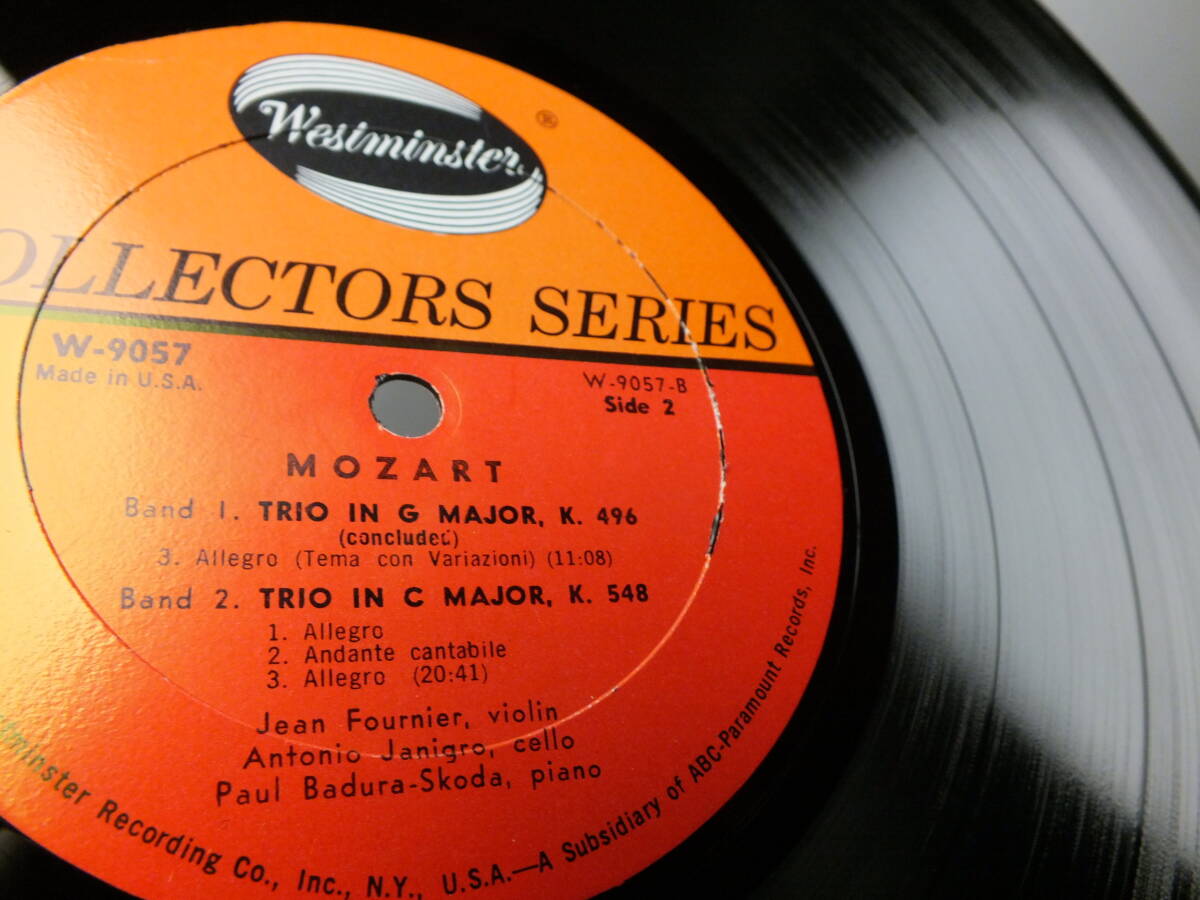 Westminster
®
OLLECTORS SERIES
W-9057
Made in U.S.A.
W-9057-B
Side 2
MOZART
Band 1. TRIO IN G MAJOR, K. 496
(concluded)
3. Allegro (Tema con Variazioni) (11:08)
Band 2. TRIO IN C MAJOR, K. 548
1. Allegro
2. Andante cantabile
3. Allegro (20:41)
Jean Fournier, violin
Antonio Janigro, cello
Paul Badura-Skoda, piano
minster Recording Co., Inc., N.Y., U.S.A.—A Subsidiary of ABC-Paramount Records, Inc.